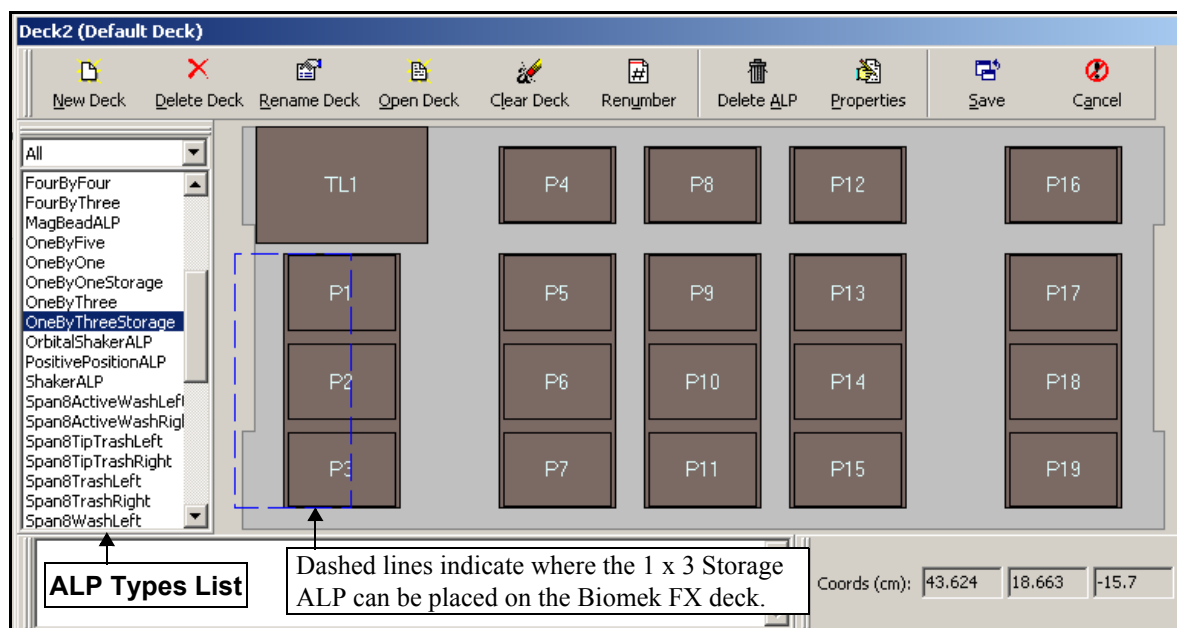 Deck2 (Default Deck)
New Deck Delete Deck Rename Deck Open Deck Clear Deck Renumber Delete ALP Properties Save Cancel
All
FourByFour
FourByThree
MagBeadALP
OneByFive
OneByOne
OneByOneStorage
OneByThree
OneByThreeStorage
OrbitalShakerALP
PositivePositionALP
ShakerALP
Span8ActiveWashLeft
Span8ActiveWashRigl
Span8TipTrashLeft
Span8TipTrashRight
Span8TrashLeft
Span8TrashRight
Span8WashLeft
TL1 P4 P8 P12 P16
P1 P5 P9 P13 P17
P2 P6 P10 P14 P18
P3 P7 P11 P15 P19
ALP Types List
Dashed lines indicate where the 1 x 3 Storage
ALP can be placed on the Biomek FX deck.
Coords (cm): 43.624 18.663 -15.7